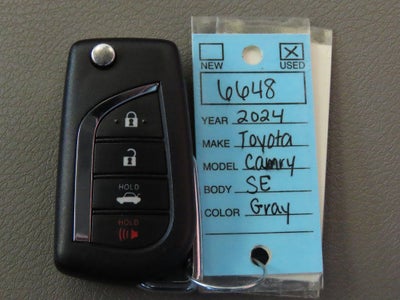 NEW USED
6648
YEAR 2024
MAKE Toyota
MODEL Camry
BODY SE
COLOR Gray
HOLD
HOLD